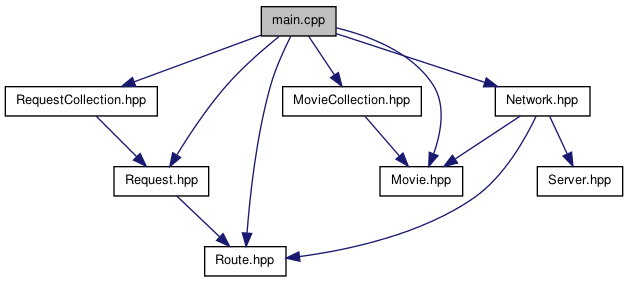 main.cpp
RequestCollection.hpp
MovieCollection.hpp
Network.hpp
Request.hpp
Movie.hpp
Server.hpp
Route.hpp